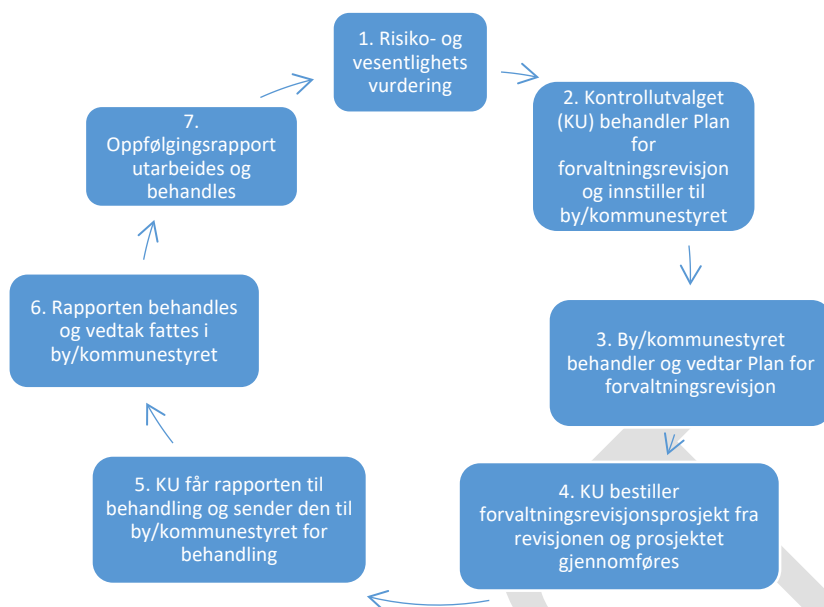 1. Risiko- og
vesentlighets
vurdering
2. Kontrollutvalget
(KU) behandler Plan
for
forvaltningsrevisjon
og innstiller til
by/kommunestyret
3. By/kommunestyret
behandler og vedtar Plan for
forvaltningsrevisjon
4. KU bestiller
forvaltningsrevisjonsprosjekt fra
revisjonen og prosjektet
gjennomføres
5. KU får rapporten til
behandling og sender den til
by/kommunestyret for
behandling
6. Rapporten behandles
og vedtak fattes i
by/kommunestyret
7.
Oppfølgingsrapport
utarbeides og
behandles